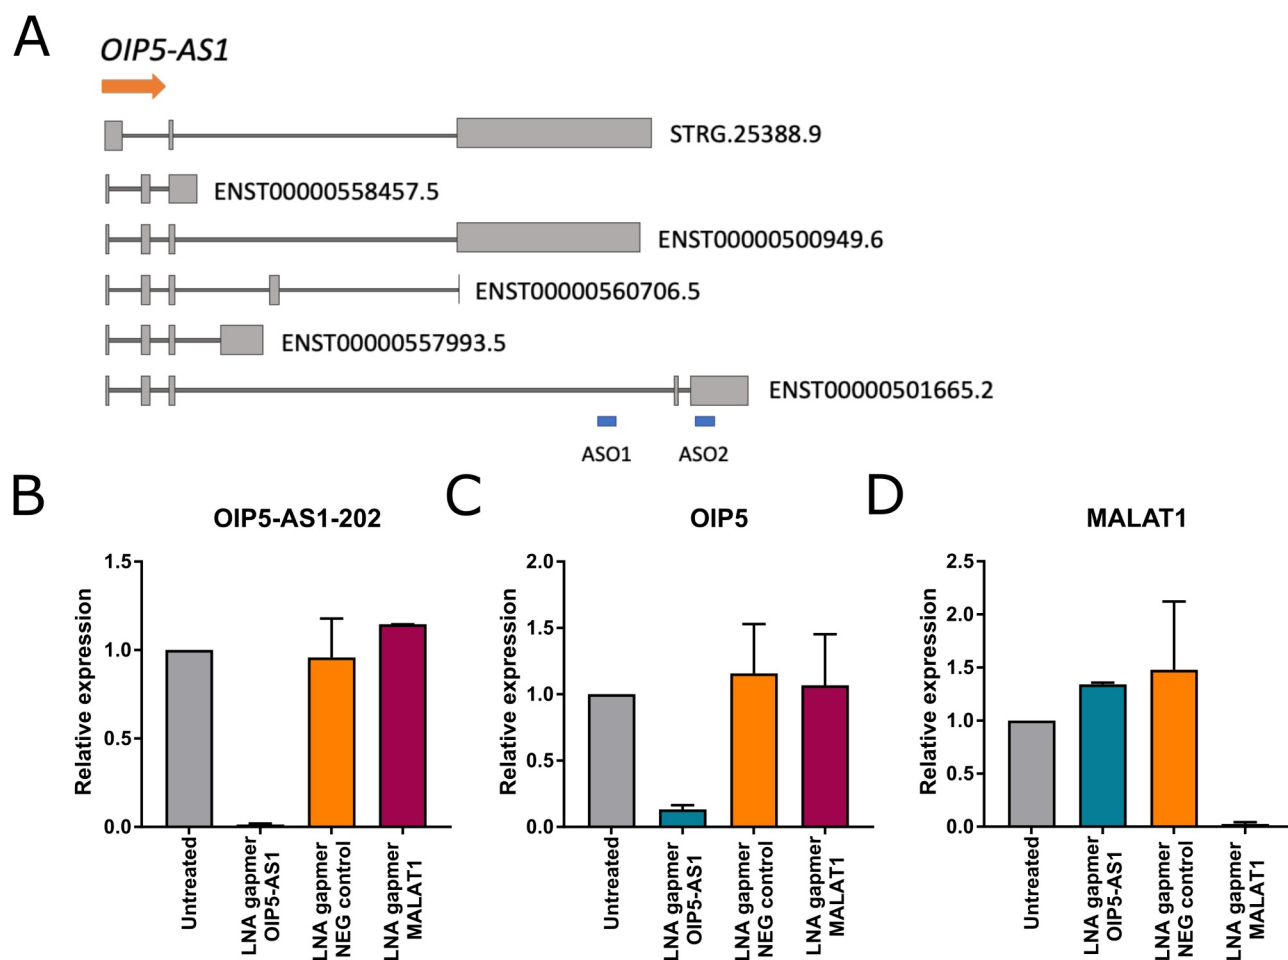 A
OIP5-AS1
STRG.25388.9
ENST00000558457.5
ENST00000500949.6
ENST00000560706.5
ENST00000557993.5
ENST00000501665.2
ASO1 ASO2
B
OIP5-AS1-202
Relative expression
1.5
1.0
0.5
0.0
Untreated
LNA gapmer
OIP5-AS1
LNA gapmer
NEG control
LNA gapmer
MALAT1
C
OIP5
Relative expression
2.0
1.5
1.0
0.5
0.0
Untreated
LNA gapmer
OIP5-AS1
LNA gapmer
NEG control
LNA gapmer
MALAT1
D
MALAT1
Relative expression
2.5
2.0
1.5
1.0
0.5
0.0
Untreated
LNA gapmer
OIP5-AS1
LNA gapmer
NEG control
LNA gapmer
MALAT1